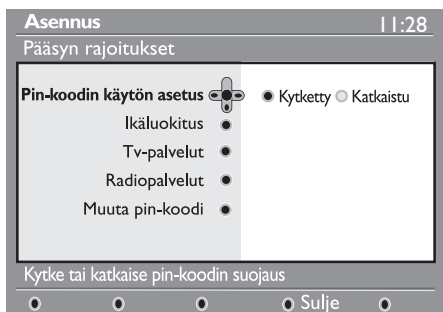 Asennus 11:28
Pääsyn rajoitukset
Pin-koodin käytön asetus Kytketty Katkaistu
Ikäluokitus
Tv-palvelut
Radiopalvelut
Muuta pin-koodi
Kytke tai katkaise pin-koodin suojaus
Sulje